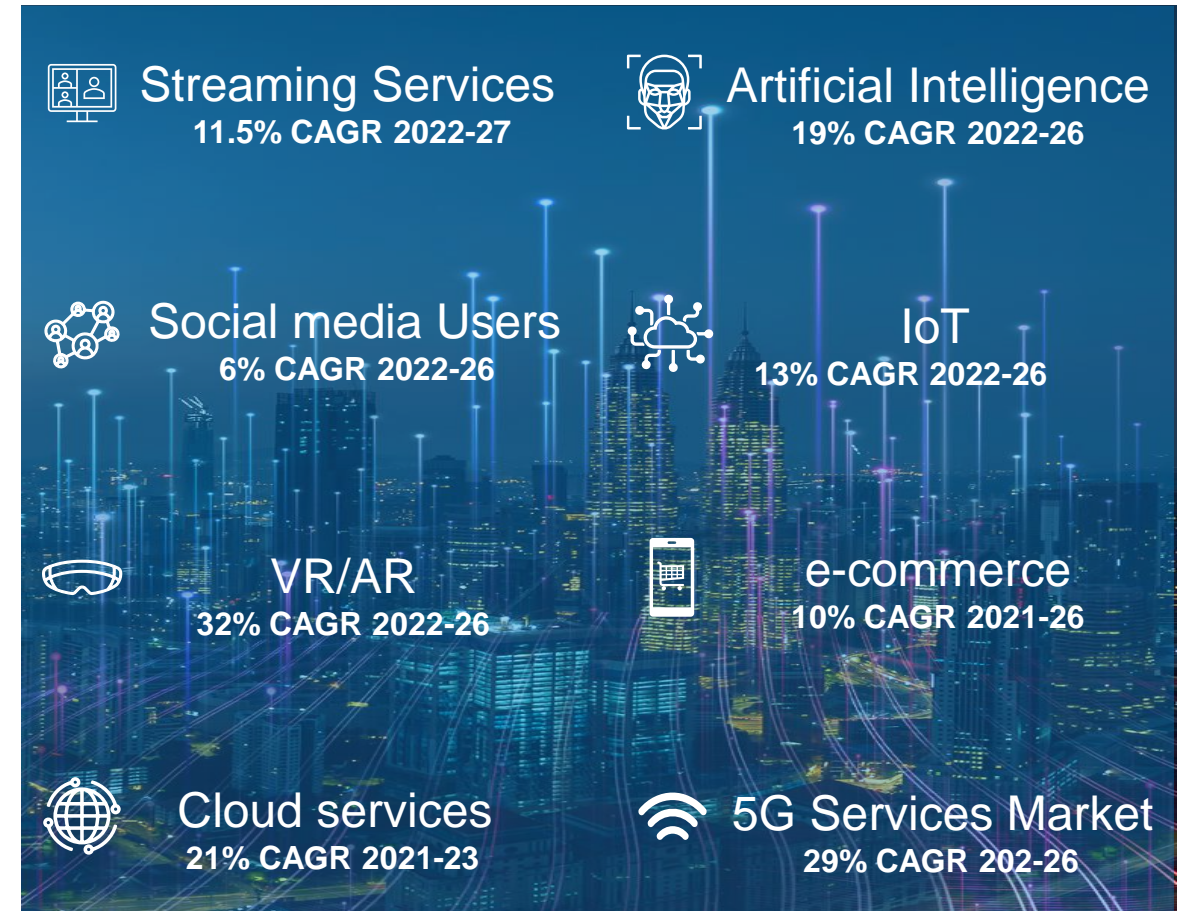 Streaming Services
11.5% CAGR 2022-27
Artificial Intelligence
19% CAGR 2022-26
Social media Users
6% CAGR 2022-26
IoT
13% CAGR 2022-26
VR/AR
32% CAGR 2022-26
e-commerce
10% CAGR 2021-26
Cloud services
21% CAGR 2021-23
5G Services Market
29% CAGR 202-26